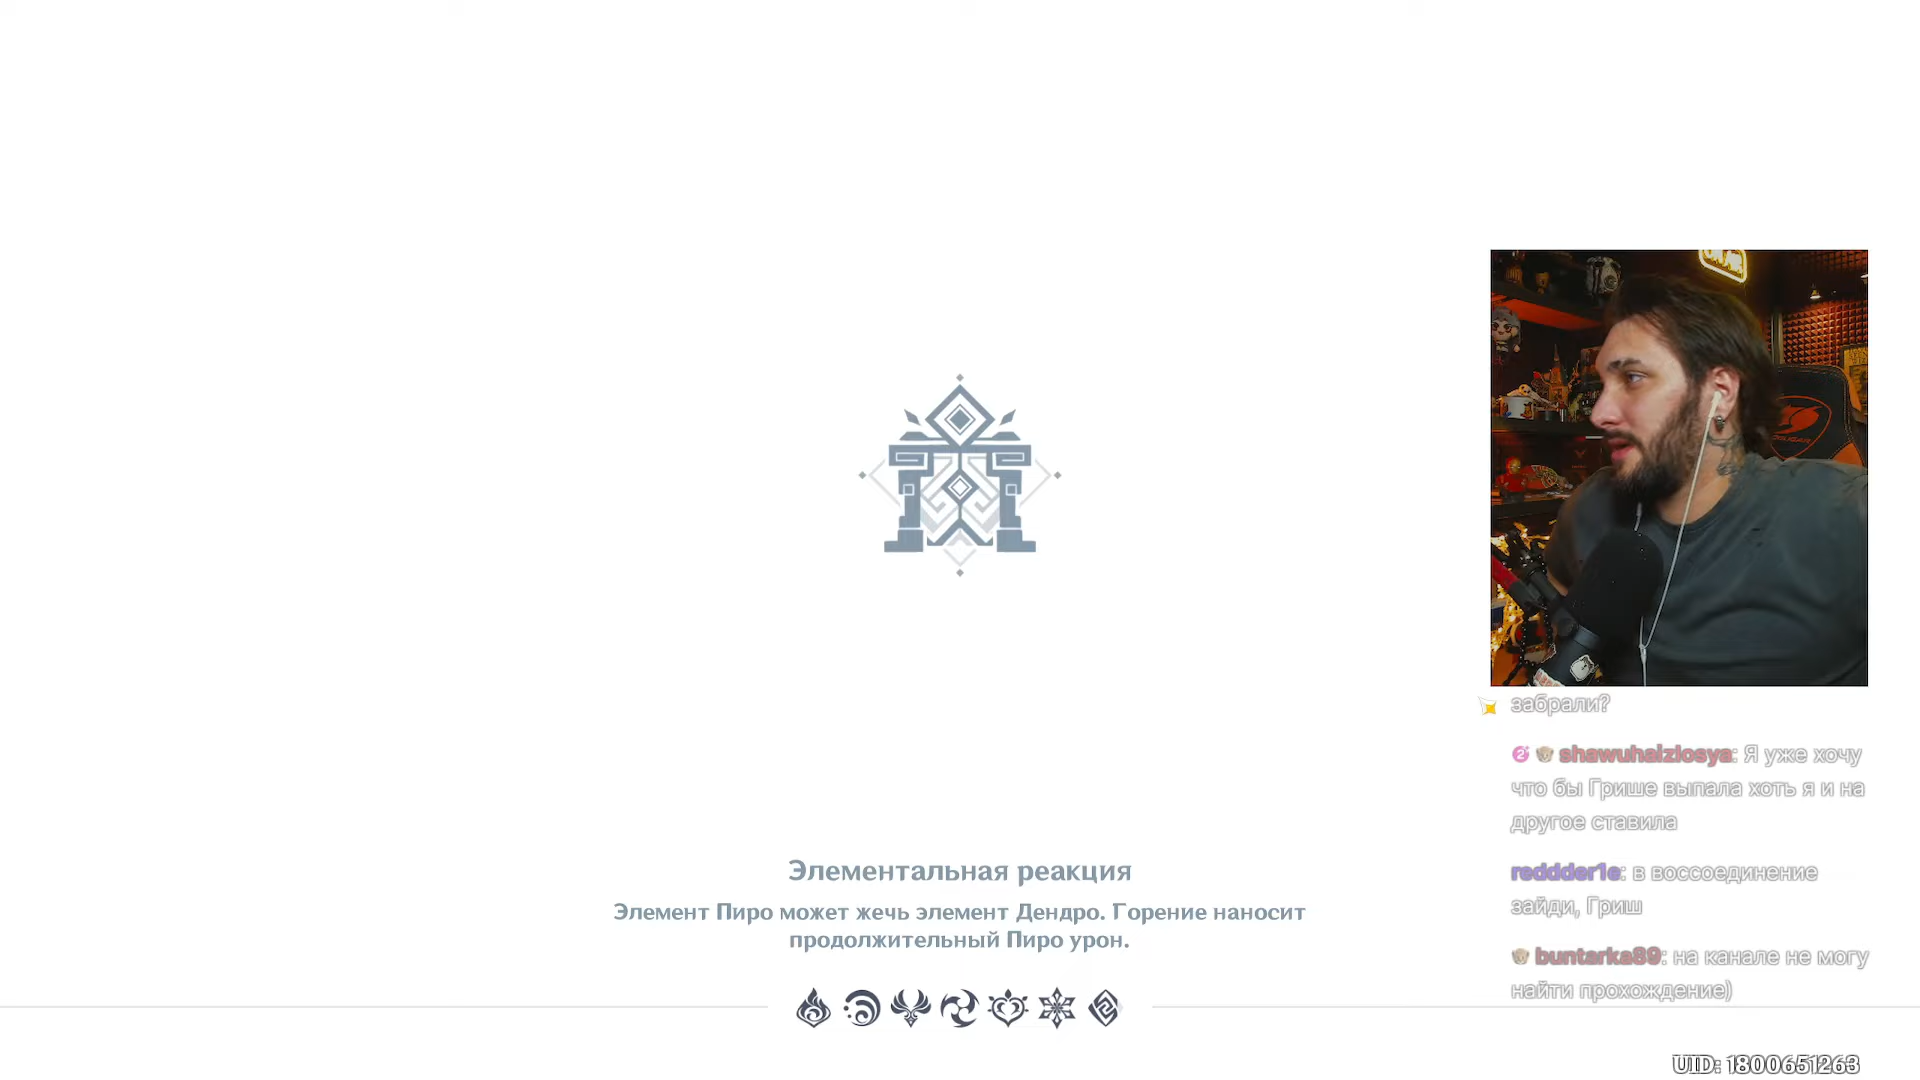 забрали?
shawuhaizlosya: Я уже хочу
что бы Грише выпала хоть я и на
другое ставила
reddder1e: в воссоединение
зайди, Гриш
buntarka89: на канале не могу
найти прохождение)
Элементальная реакция
Элемент Пиро может жечь элемент Дендро. Горение наносит
продолжительный Пиро урон.
UID: 1800651263